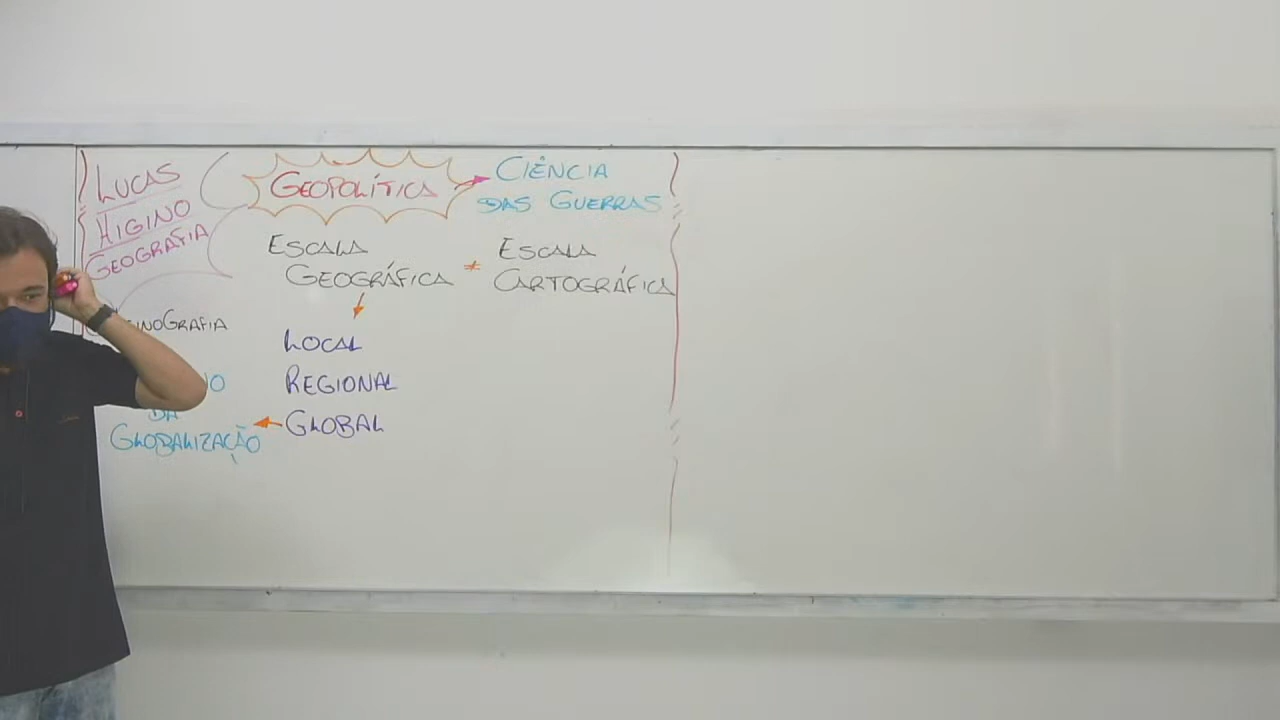 LUCAS
HIGINO
GEOGRAFIA
GEOPOLÍTICA
CIÊNCIA
DAS GUERRAS
ESCALA
GEOGRÁFICA ≠
ESCALA
CARTOGRÁFICA
LOCAL
REGIONAL
GLOBAL
DA
GLOBALIZAÇÃO